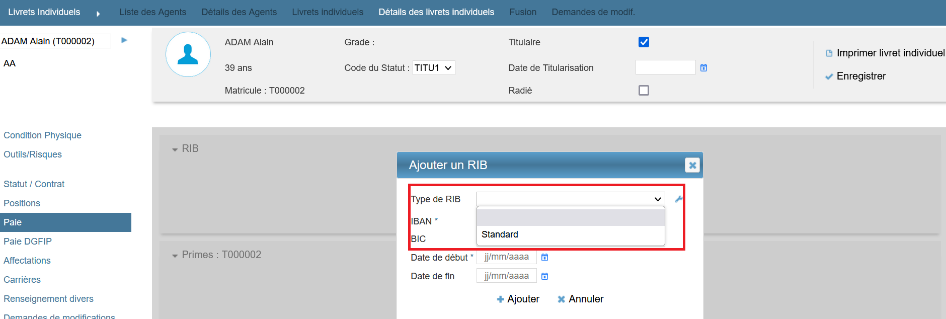 Livrets Individuels Liste des Agents Détails des Agents Livrets individuels Détails des livrets individuels Fusion Demandes de modif.
ADAM Alain (T000002)
AA
ADAM Alain Grade : Titulaire
39 ans Code du Statut : TITU1 Date de Titularisation
Matricule : T000002 Radié
Imprimer livret individuel
Enregistrer
Condition Physique
Outils/Risques
Statut / Contrat
Positions
Paie
Paie DGFIP
Affectations
Carrières
Renseignement divers
Demandes de modifications
RIB
Primes : T000002
Ajouter un RIB
Type de RIB
IBAN *
Standard
BIC
Date de début * jj/mm/aaaa
Date de fin jj/mm/aaaa
Ajouter Annuler